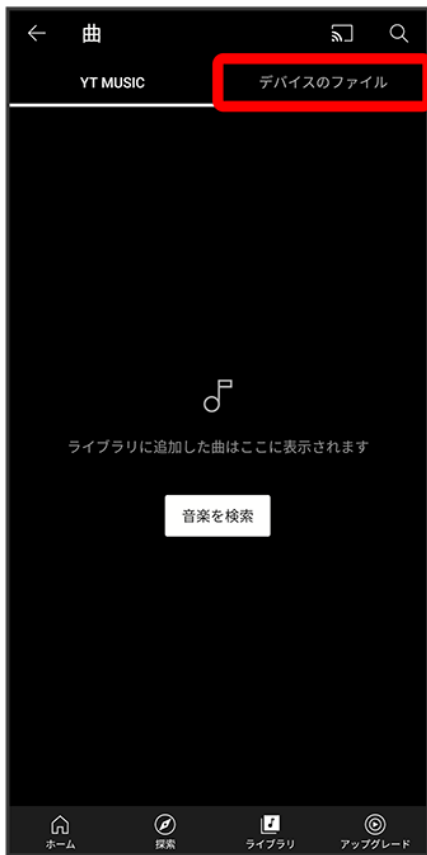 曲
YT MUSIC
デバイスのファイル
ライブラリに追加した曲はここに表示されます
音楽を検索
ホーム
探索
ライブラリ
アップグレード